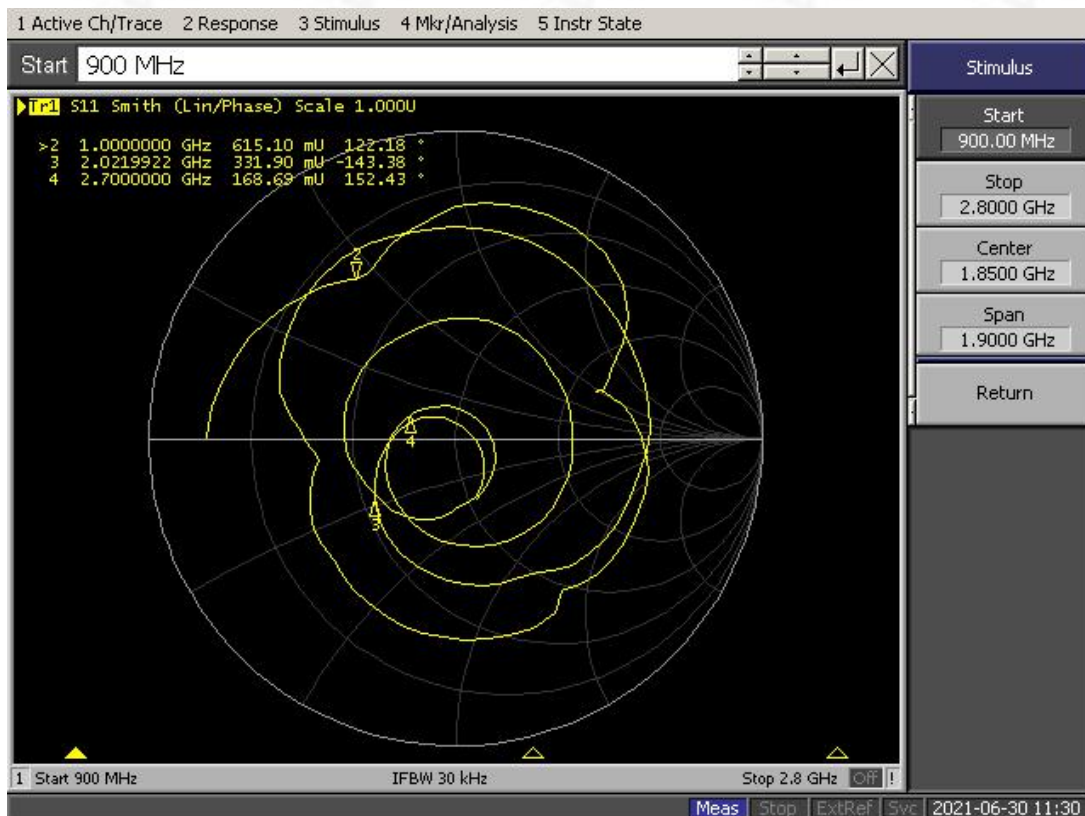 1 Active Ch/Trace 2 Response 3 Stimulus 4 Mkr/Analysis 5 Instr State
Start 900 MHz
Stimulus
Tr1 S11 Smith (Lin/Phase) Scale 1.000U
>2 1.0000000 GHz 615.10 mU 122.18 °
3 2.0219922 GHz 331.90 mU -143.38 °
4 2.7000000 GHz 168.69 mU 152.43 °
2
4
3
Start
900.00 MHz
Stop
2.8000 GHz
Center
1.8500 GHz
Span
1.9000 GHz
Return
1 Start 900 MHz IFBW 30 kHz Stop 2.8 GHz Off !
Meas Stop ExtRef Svc 2021-06-30 11:30